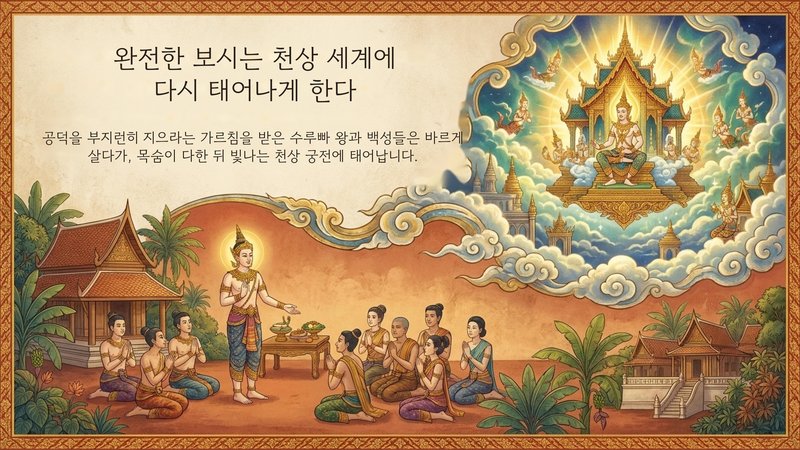 완전한 보시는 천상 세계에
다시 태어나게 한다
공덕을 부지런히 지으라는 가르침을 받은 수루빠 왕과 백성들은 바르게
살다가, 목숨이 다한 뒤 빛나는 천상 궁전에 태어납니다.